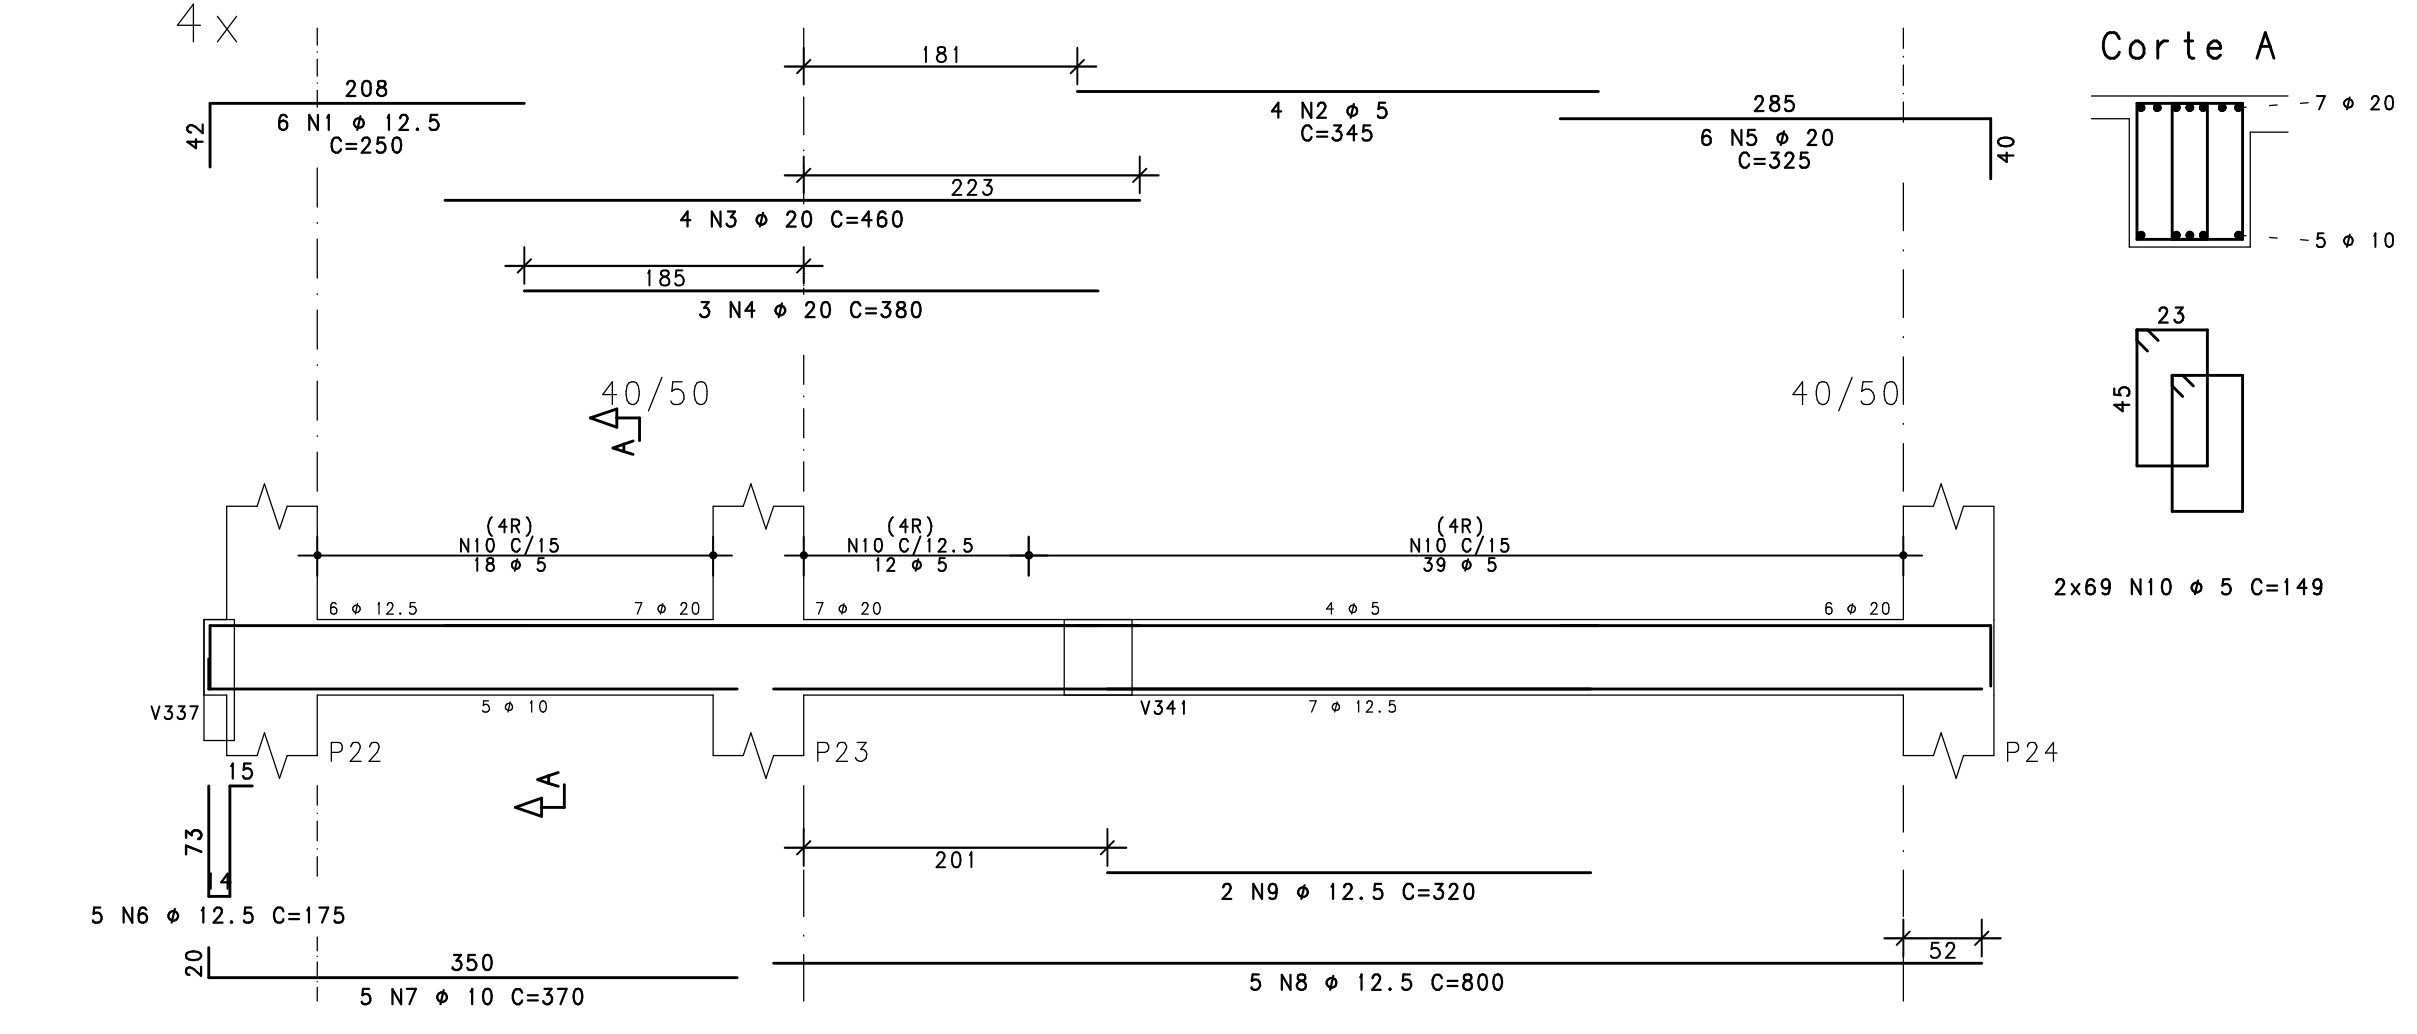 4x
Corte A
181
208
6 N1 ϕ 12.5
C=250
42
4 N2 ϕ 5
C=345
285
6 N5 ϕ 20
C=325
40
-7 ϕ 20
-5 ϕ 10
223
4 N3 ϕ 20 C=460
185
3 N4 ϕ 20 C=380
23
45
40/50
40/50
A
(4R)
N10 C/15
18 ϕ 5
(4R)
N10 C/12.5
12 ϕ 5
(4R)
N10 C/15
39 ϕ 5
2x69 N10 ϕ 5 C=149
6 ϕ 12.5
7 ϕ 20
7 ϕ 20
4 ϕ 5
6 ϕ 20
V337
5 ϕ 10
V341
7 ϕ 12.5
P22
P23
P24
15
A
73
14
5 N6 ϕ 12.5 C=175
201
2 N9 ϕ 12.5 C=320
52
20
350
5 N7 ϕ 10 C=370
5 N8 ϕ 12.5 C=800